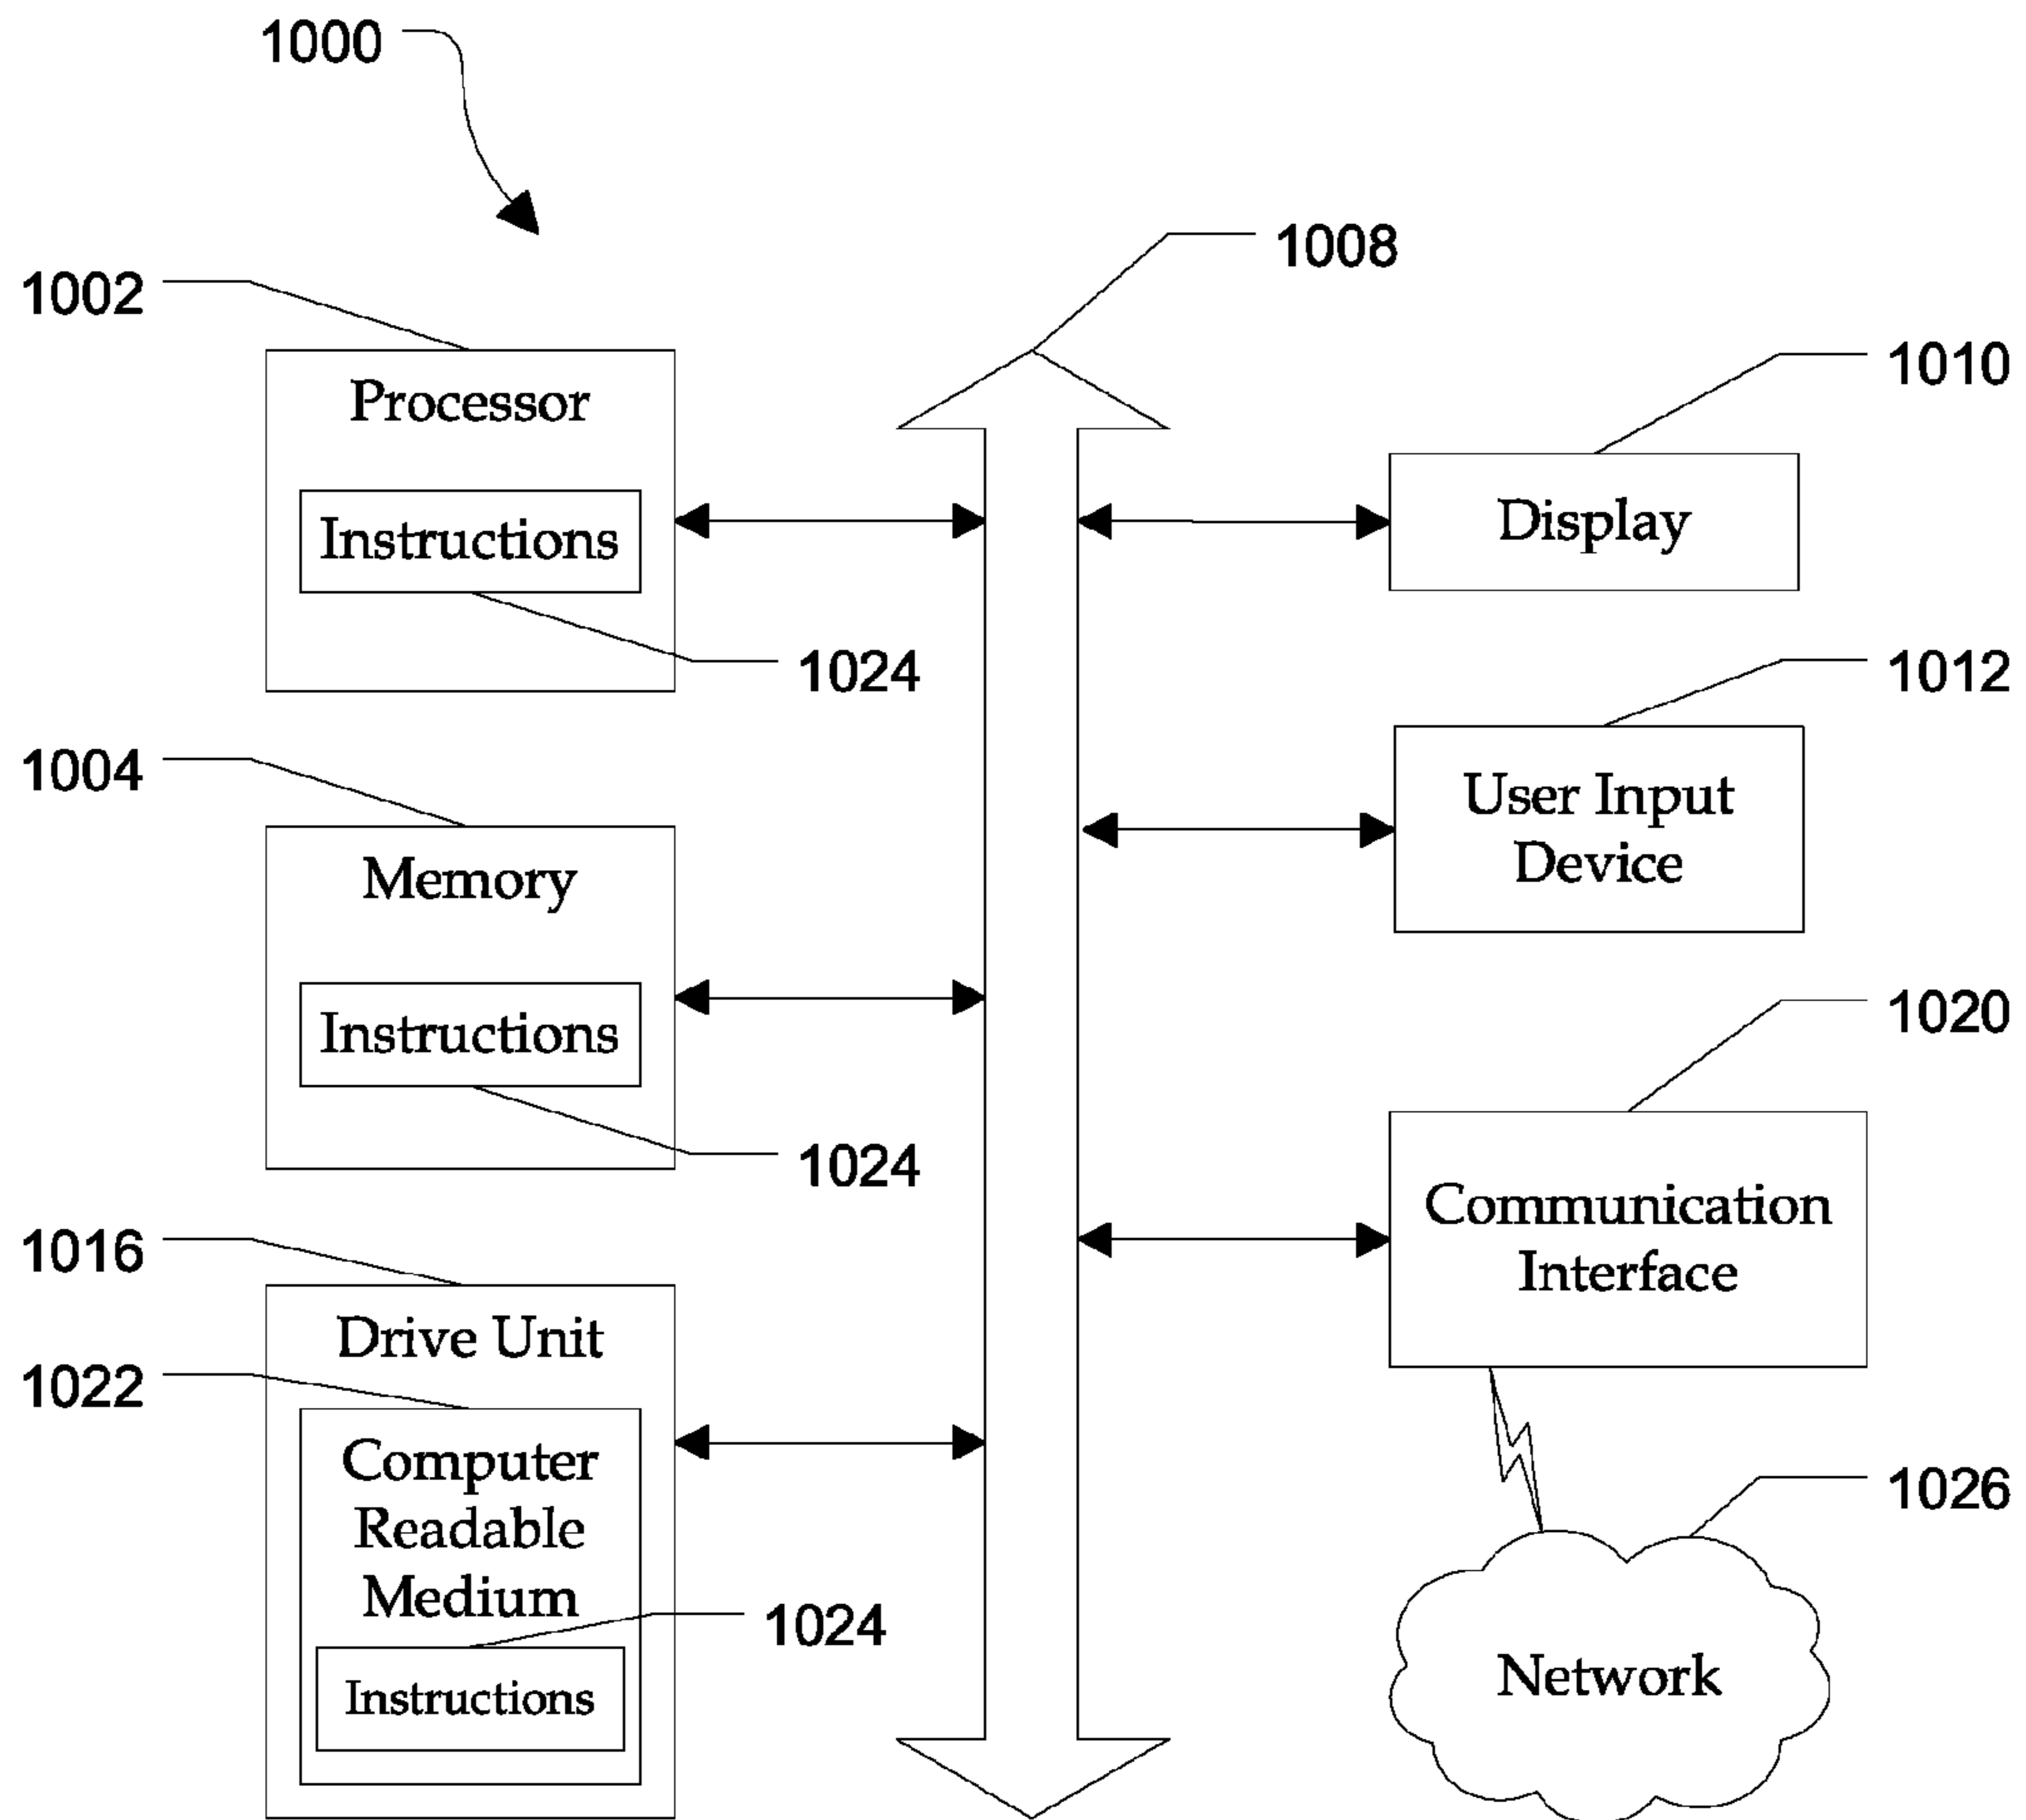 1000
1008
1002
1010
Processor
Instructions
Display
1024
1012
1004
User Input
Device
Memory
1020
Instructions
1024
Communication
Interface
1016
Drive Unit
1022
Computer
Readable
Medium
1026
1024
Instructions
Network